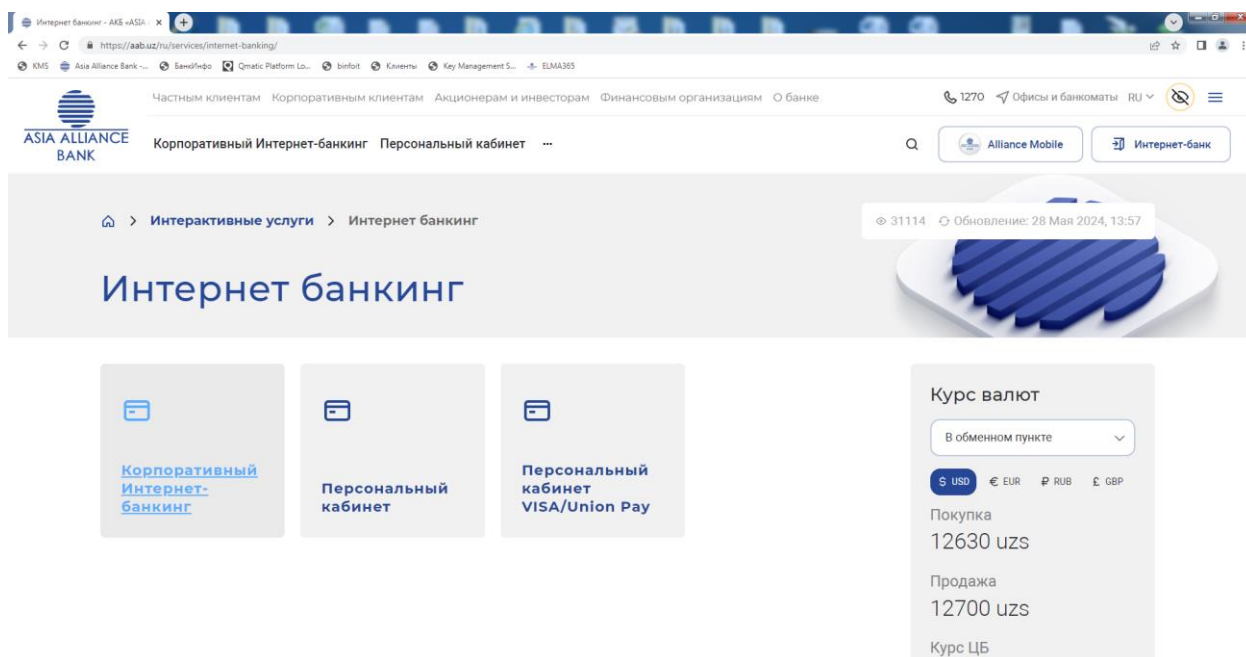 Интернет банкинг - АКБ «ASIA
https://aab.uz/ru/services/internet-banking/
KMS Asia Alliance Bank -... БанкИнфо Qmatic Platform Lo... binfoit Клиенты Key Management S... ELMA365
Частным клиентам Корпоративным клиентам Акционерам и инвесторам Финансовым организациям О банке
1270 Офисы и банкоматы RU
ASIA ALLIANCE
BANK
Корпоративный Интернет-банкинг Персональный кабинет ...
Alliance Mobile Интернет-банк
Интерактивные услуги > Интернет банкинг
31114 Обновление: 28 Мая 2024, 13:57
Интернет банкинг
Корпоративный
Интернет-
банкинг
Персональный
кабинет
Персональный
кабинет
VISA/Union Pay
Курс валют
В обменном пункте
$ USD € EUR ₽ RUB £ GBP
Покупка
12630 uzs
Продажа
12700 uzs
Курс ЦБ